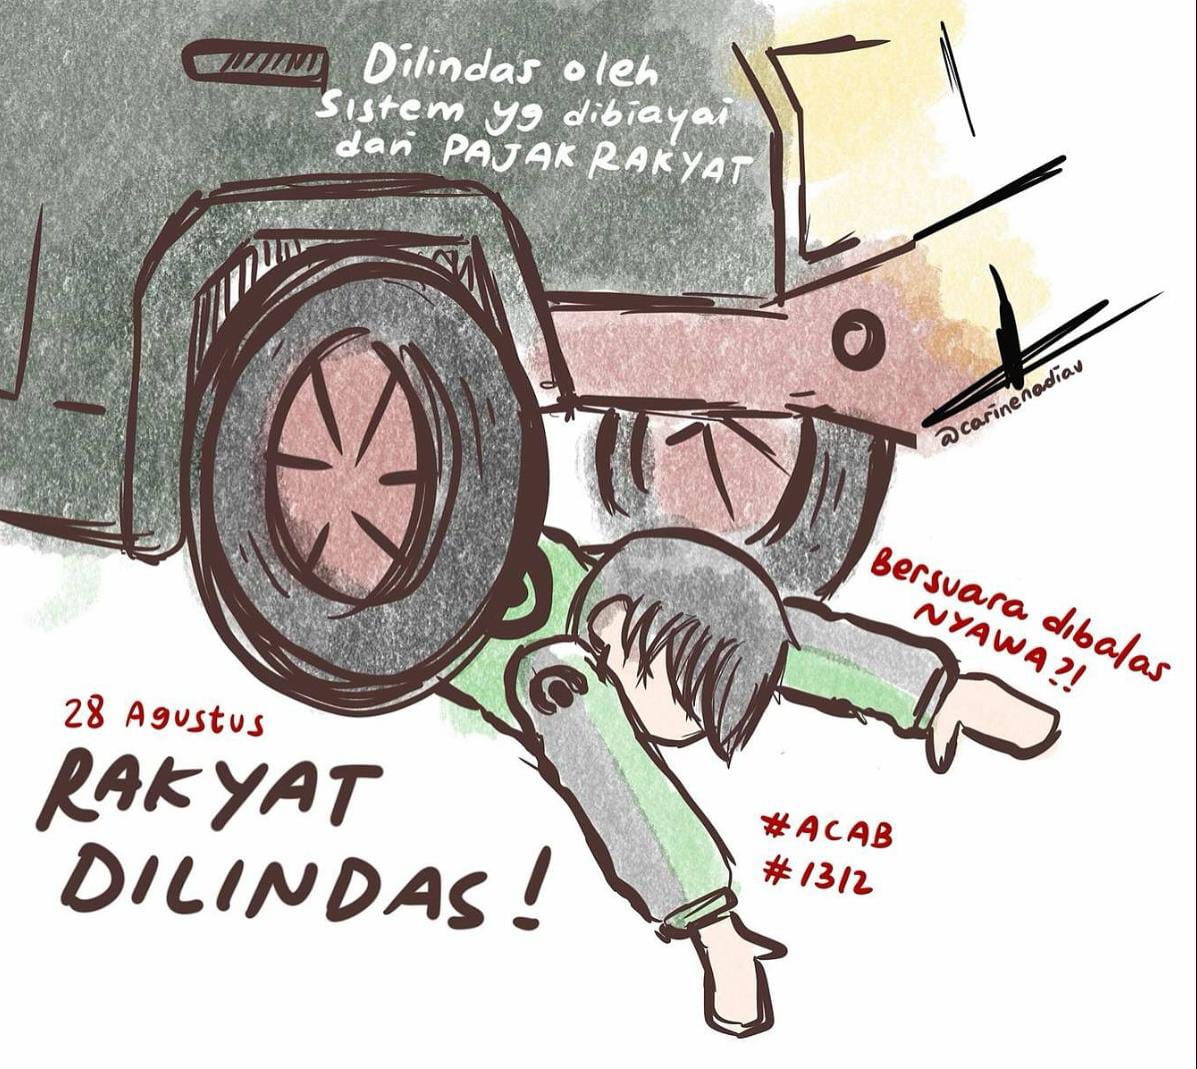 Dilindas oleh
Sistem yg dibiayai
dari PAJAK RAKYAT
@carinenadiav
Bersuara dibalas
NYAWA?!
28 Agustus
RAKYAT
DILINDAS!
#ACAB
#1312